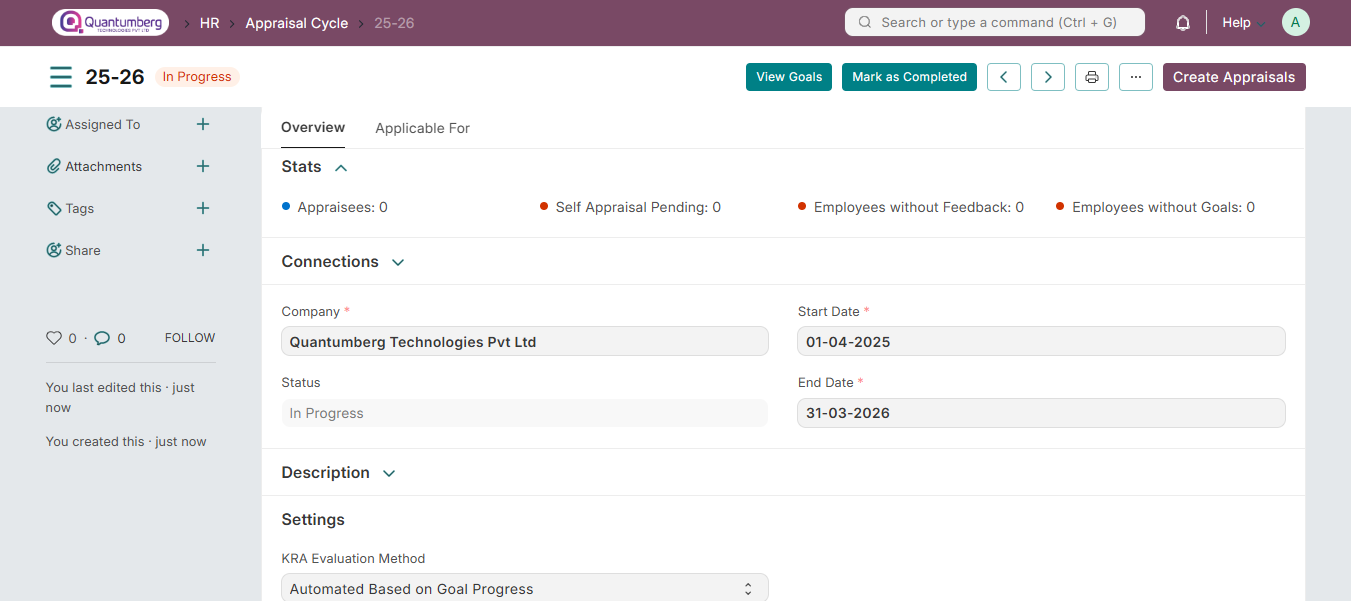 Quantumberg
TECHNOLOGIES PVT LTD
HR
Appraisal Cycle
25-26
Search or type a command (Ctrl + G)
Help
A
25-26
In Progress
View Goals
Mark as Completed
...
Create Appraisals
Assigned To
Attachments
Tags
Share
0 · 0
FOLLOW
You last edited this · just
now
You created this · just now
Overview
Applicable For
Stats
Appraisees: 0
Self Appraisal Pending: 0
Employees without Feedback: 0
Employees without Goals: 0
Connections
Company *
Quantumberg Technologies Pvt Ltd
Start Date *
01-04-2025
Status
In Progress
End Date *
31-03-2026
Description
Settings
KRA Evaluation Method
Automated Based on Goal Progress